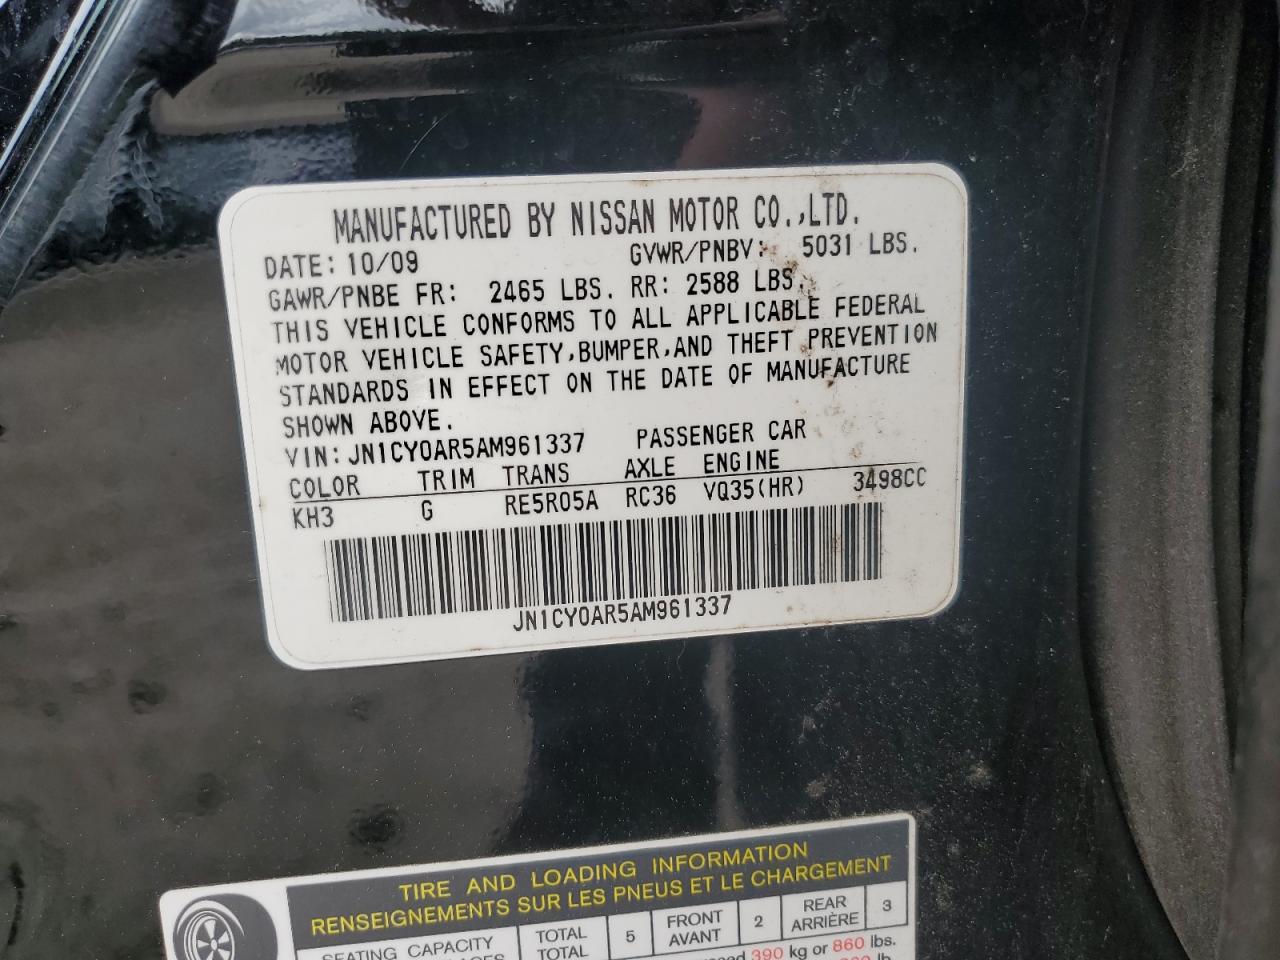 MANUFACTURED BY NISSAN MOTOR CO.,LTD.
DATE: 10/09 GVWR/PNBV: 5031 LBS.
GAWR/PNBE FR: 2465 LBS. RR: 2588 LBS.
THIS VEHICLE CONFORMS TO ALL APPLICABLE FEDERAL
MOTOR VEHICLE SAFETY,BUMPER,AND THEFT PREVENTION
STANDARDS IN EFFECT ON THE DATE OF MANUFACTURE
SHOWN ABOVE.
VIN:JN1CY0AR5AM961337 PASSENGER CAR
COLOR TRIM TRANS AXLE ENGINE
KH3 G RE5R05A RC36 VQ35(HR) 3498CC
JN1CY0AR5AM961337
TIRE AND LOADING INFORMATION
RENSEIGNEMENTS SUR LES PNEUS ET LE CHARGEMENT
SEATING CAPACITY TOTAL 5 FRONT 2 REAR 3
TOTAL AVANT ARRIÈRE
390 kg or 860 lbs.